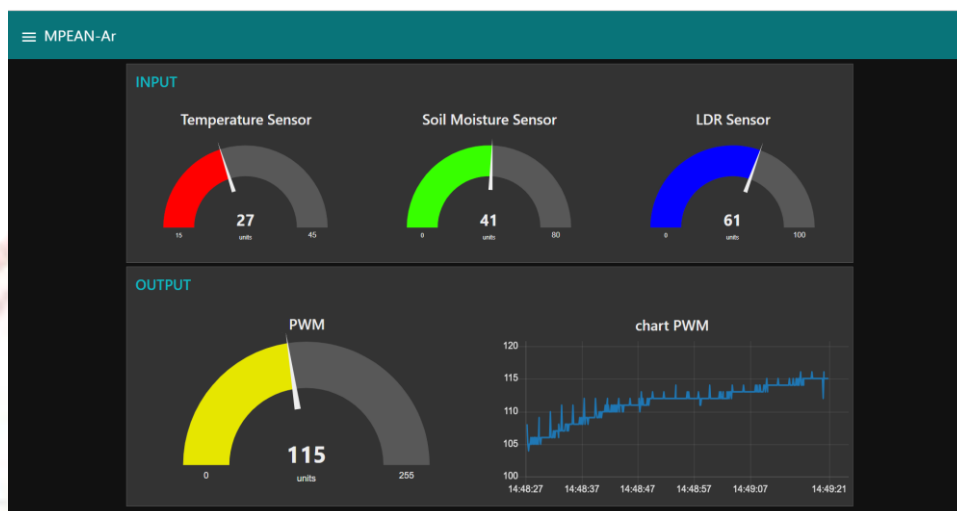 MPEAN-Ar
INPUT
Temperature Sensor
27
units
15
45
Soil Moisture Sensor
41
units
0
80
LDR Sensor
61
units
0
100
OUTPUT
PWM
115
units
0
255
chart PWM
120
115
110
105
100
14:48:27 14:48:37 14:48:47 14:48:57 14:49:07 14:49:21